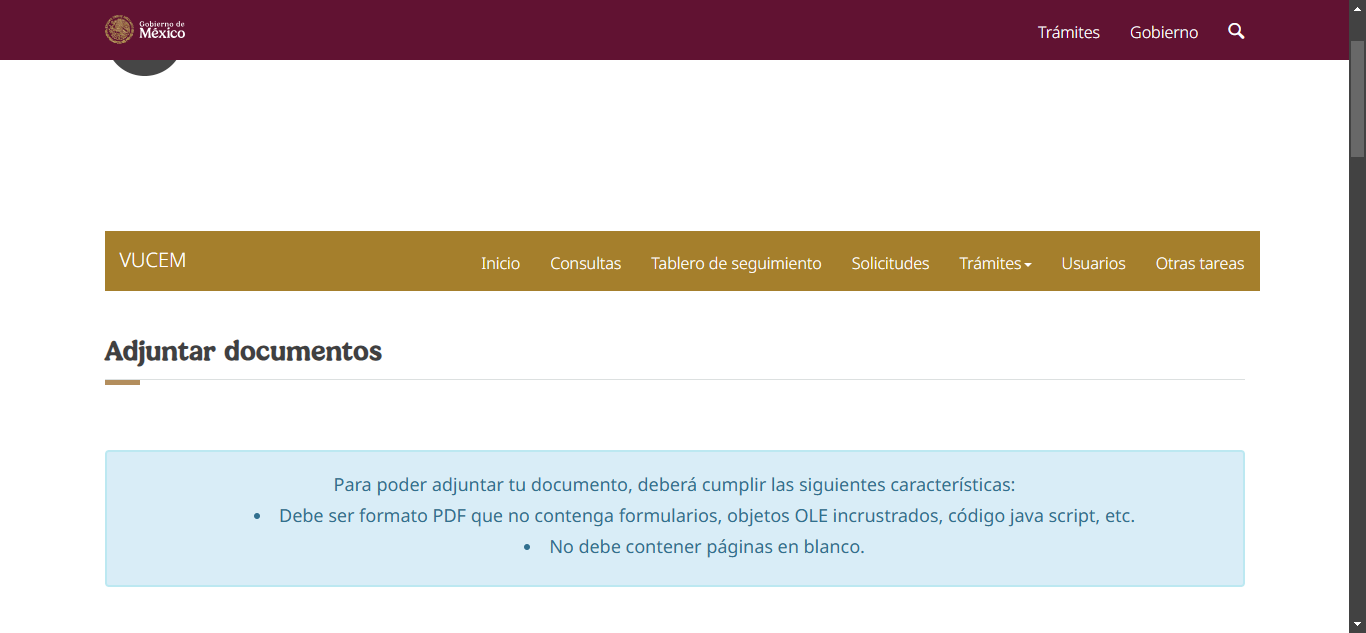 Gobierno de
México
Trámites
Gobierno
VUCEM
Inicio
Consultas
Tablero de seguimiento
Solicitudes
Trámites
Usuarios
Otras tareas
Adjuntar documentos
Para poder adjuntar tu documento, deberá cumplir las siguientes características:
• Debe ser formato PDF que no contenga formularios, objetos OLE incrustrados, código java script, etc.
• No debe contener páginas en blanco.